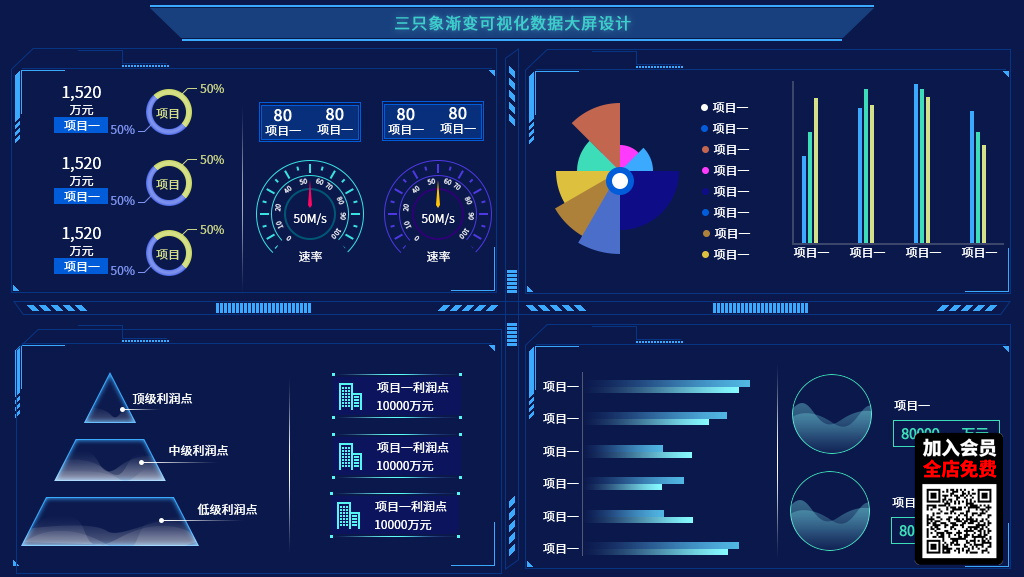 三只象渐变可视化数据大屏设计
1,520
万元
项目一
项目
50%
50%
1,520
万元
项目一
项目
50%
50%
1,520
万元
项目一
项目
50%
50%
80
项目一
80
项目一
80
项目一
80
项目一
0 10 20 30 40 50 60 70 80 90 100
50M/s
速率
0 10 20 30 40 50 60 70 80 90 100
50M/s
速率
项目一
项目一
项目一
项目一
项目一
项目一
项目一
项目一
项目一 项目一 项目一 项目一
顶级利润点
中级利润点
低级利润点
项目一利润点
10000万元
项目一利润点
10000万元
项目一利润点
10000万元
项目一
项目一
项目一
项目一
项目一
项目一
项目一
加入会员
全店免费